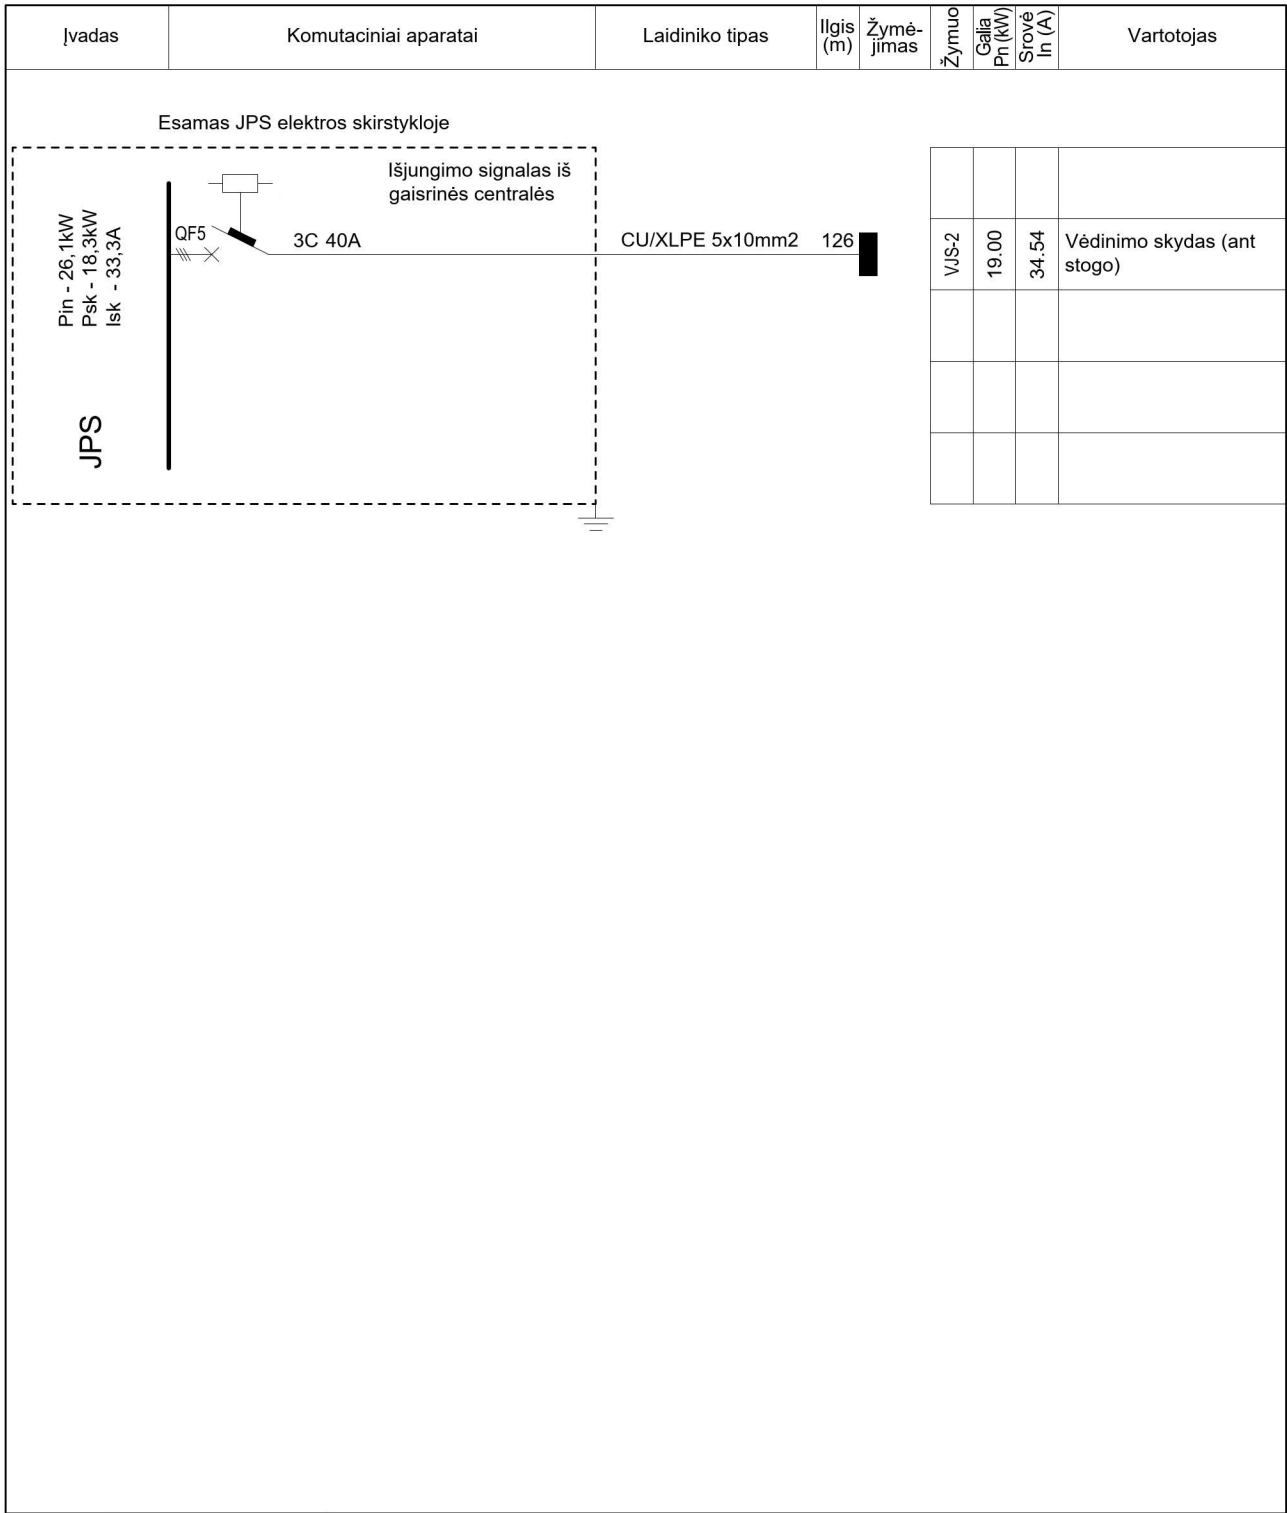 Įvadas
Komutaciniai aparatai
Laidiniko tipas
Ilgis
(m)
Žymė-
jimas
Žymuo
Galia
Pn (kW)
Srovė
In (A)
Vartotojas
Esamas JPS elektros skirstykloje
Išjungimo signalas iš
gaisrinės centralės
Pin - 26,1kW
Psk - 18,3kW
Isk - 33,3A
JPS
QF5
3C 40A
CU/XLPE 5x10mm2
126
VJS-2
19.00
34.54
Vėdinimo skydas (ant
stogo)